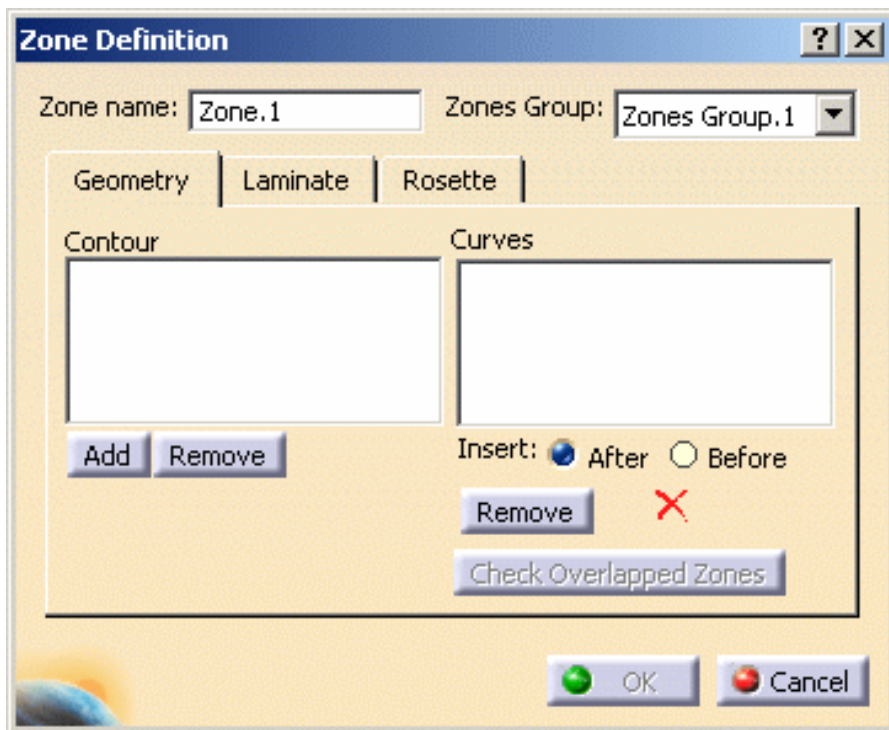 Zone Definition
Zone name: Zone.1 Zones Group: Zones Group.1
Geometry Laminate Rosette
Contour Curves
Add Remove Insert: After Before
Remove
Check Overlapped Zones
OK Cancel